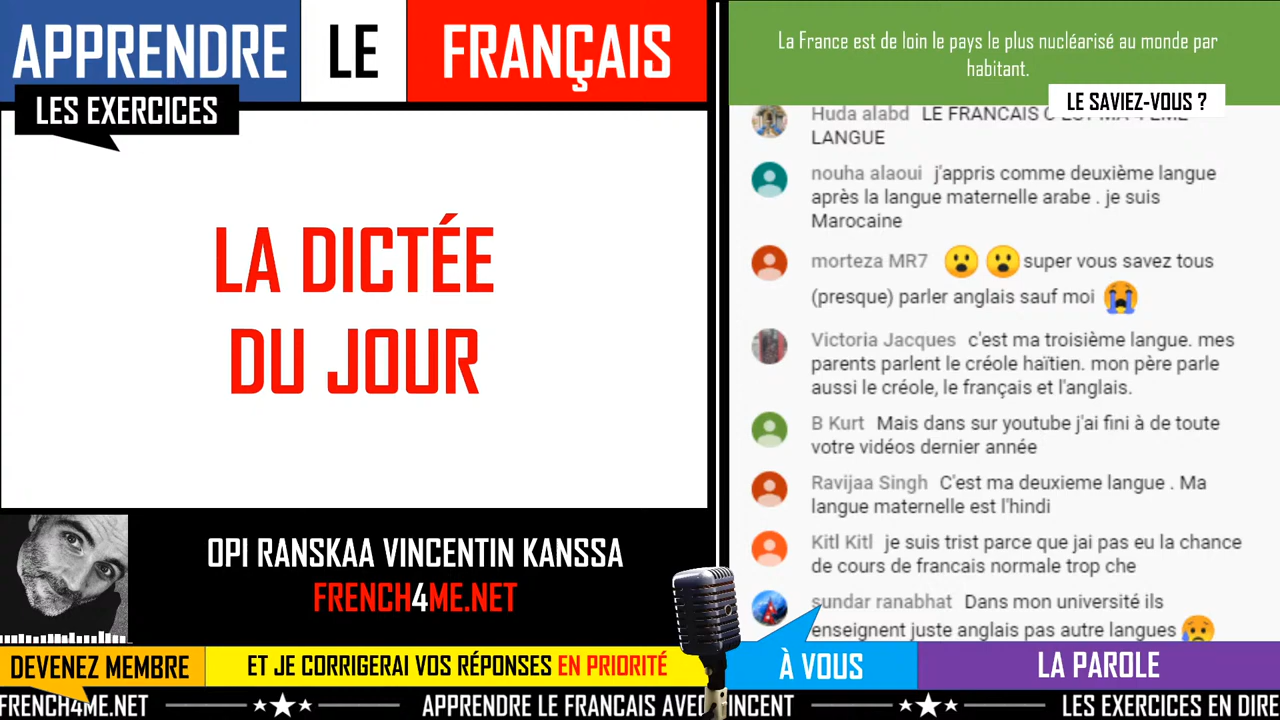 APPRENDRE LE FRANÇAIS
LES EXERCICES
LA DICTÉE
DU JOUR
OPI RANSKAA VINCENTIN KANSSA
FRENCH4ME.NET
La France est de loin le pays le plus nucléarisé au monde par
habitant.
LE SAVIEZ-VOUS ?
Huda alabd LE FRANCAIS C'EST MA 4 EME
LANGUE
nouha alaoui j'appris comme deuxième langue
après la langue maternelle arabe . je suis
Marocaine
morteza MR7 😮😮super vous savez tous
(presque) parler anglais sauf moi 😭
Victoria Jacques c'est ma troisième langue. mes
parents parlent le créole haïtien. mon père parle
aussi le créole, le français et l'anglais.
B Kurt Mais dans sur youtube j'ai fini à de toute
votre vidéos dernier année
Ravijaa Singh C'est ma deuxieme langue . Ma
langue maternelle est l'hindi
Kitl Kitl je suis trist parce que jai pas eu la chance
de cours de francais normale trop che
sundar ranabhat Dans mon université ils
enseignent juste anglais pas autre langues 😢
DEVENEZ MEMBRE
ET JE CORRIGERAI VOS RÉPONSES EN PRIORITÉ
À VOUS
LA PAROLE
FRENCH4ME.NET APPRENDRE LE FRANCAIS AVEC VINCENT LES EXERCICES EN DIRE